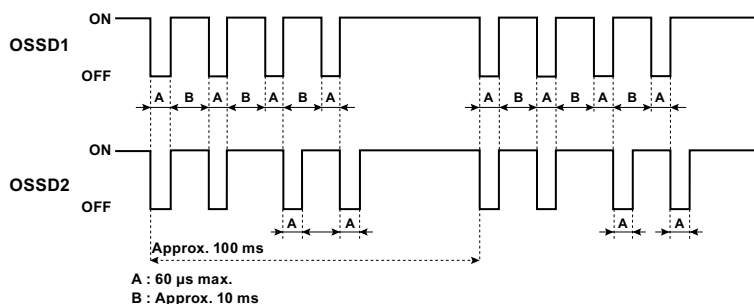 ON
OSSD1
OFF
A B A B A B A A B A B A B A
ON
OSSD2
OFF
A A A A
Approx. 100 ms
A : 60 µs max.
B : Approx. 10 ms